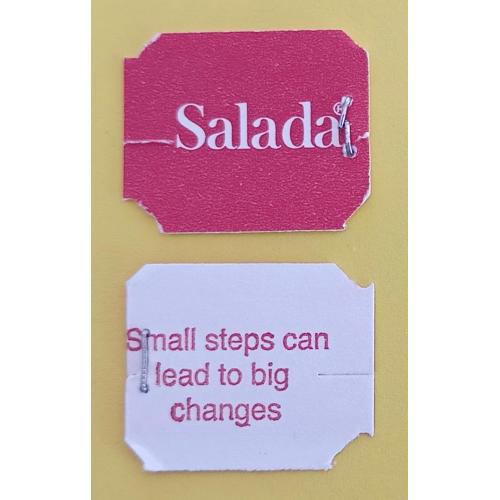 Salada®
Small steps can
lead to big
changes